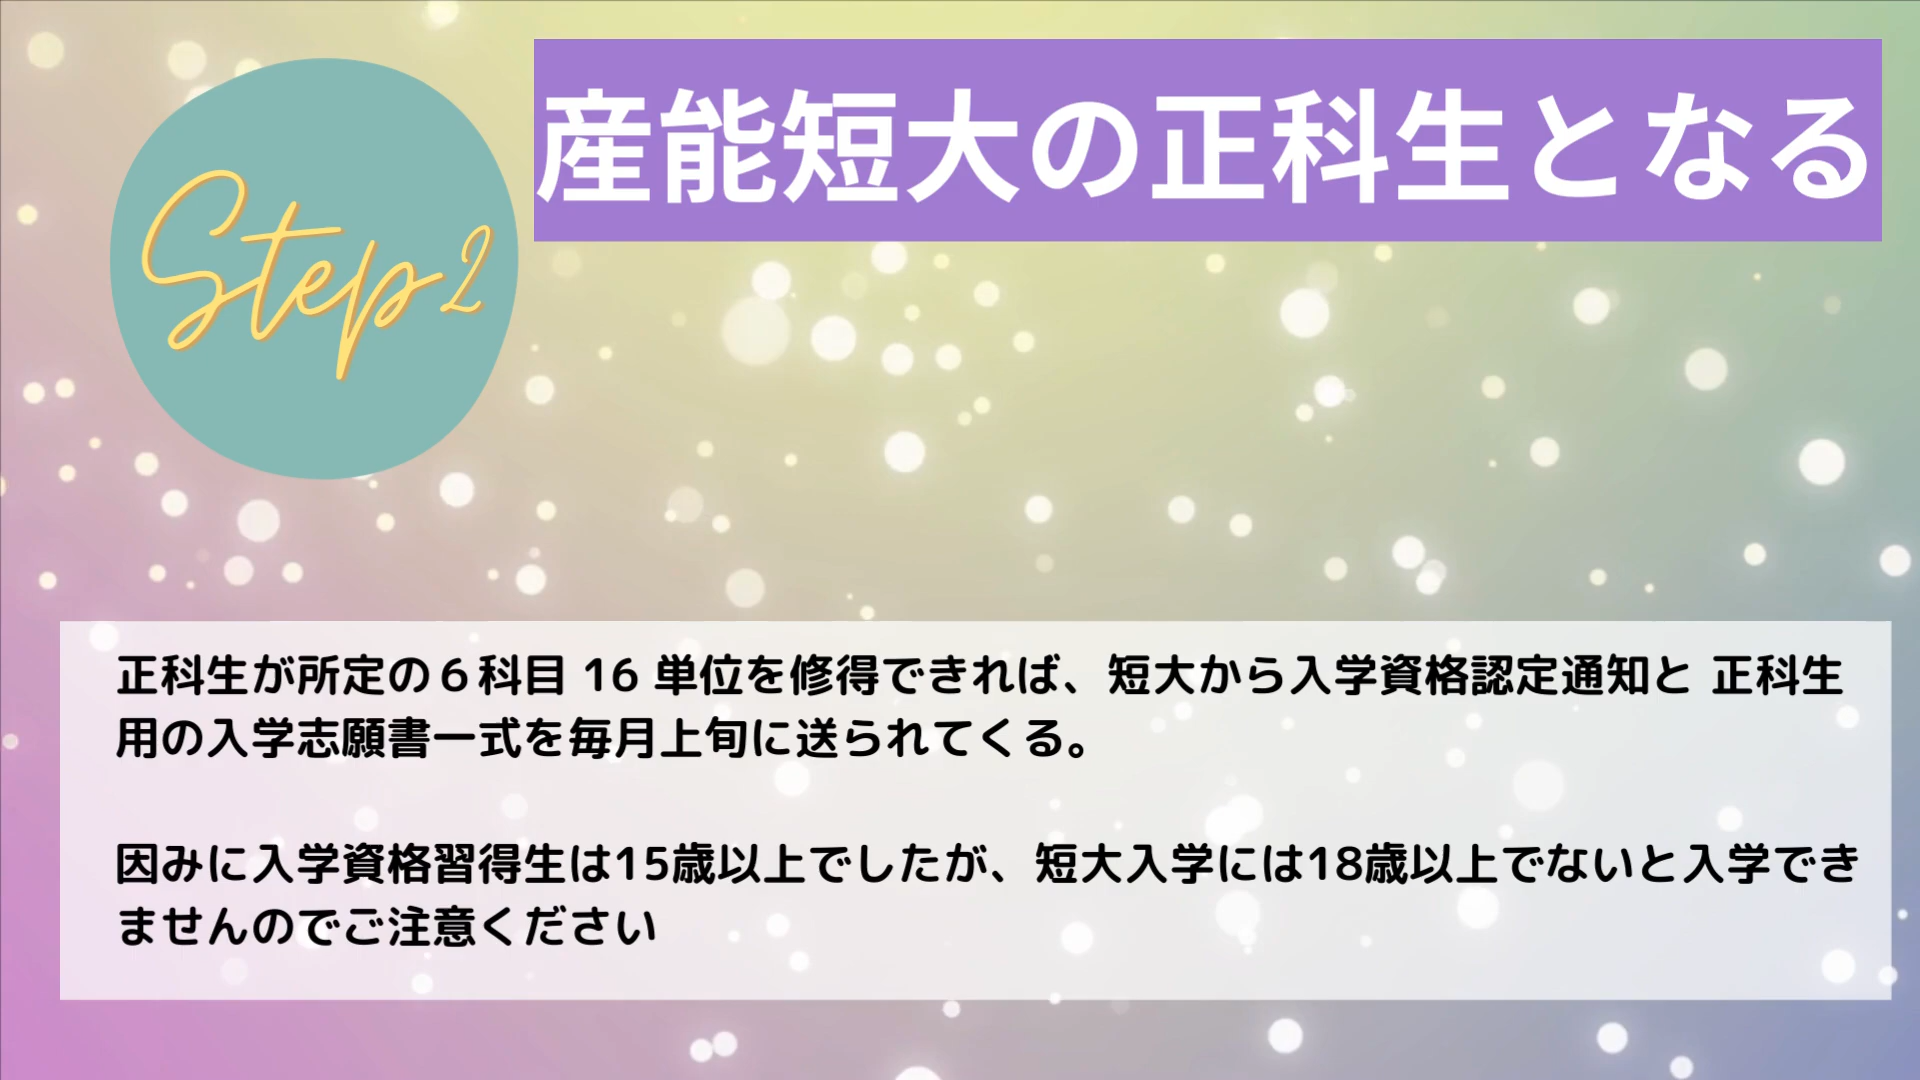 Step 2
産能短大の正科生となる
正科生が所定の６科目 16 単位を修得できれば、短大から入学資格認定通知と 正科生
用の入学志願書一式を毎月上旬に送られてくる。
因みに入学資格習得生は15歳以上でしたが、短大入学には18歳以上でないと入学でき
ませんのでご注意ください